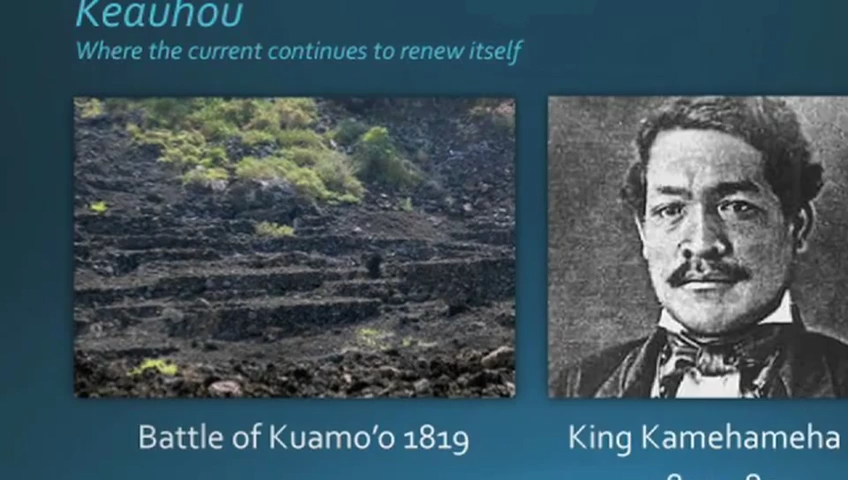 Keauhou
Where the current continues to renew itself
Battle of Kuamo’o 1819
King Kamehameha